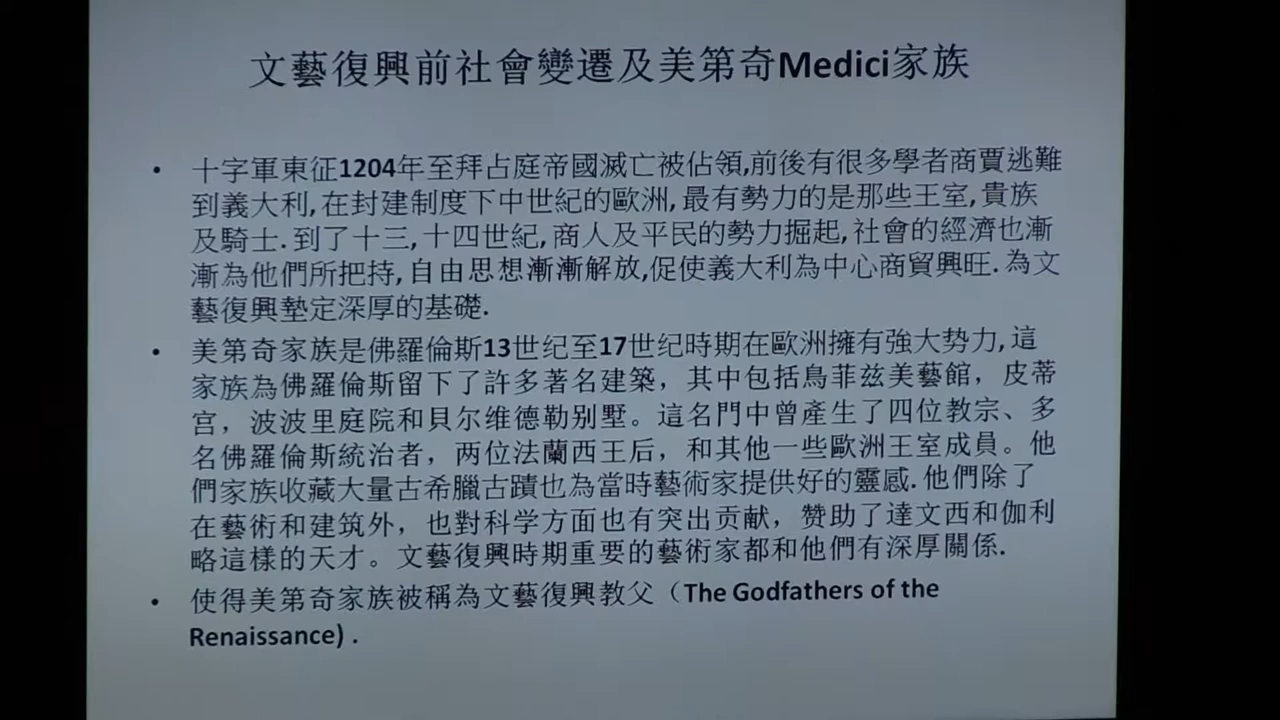 文藝復興前社會變遷及美第奇Medici家族
• 十字軍東征1204年至拜占庭帝國滅亡被佔領,前後有很多學者商賈逃難
到義大利,在封建制度下中世紀的歐洲,最有勢力的是那些王室,貴族
及騎士.到了十三,十四世紀,商人及平民的勢力掘起,社會的經濟也漸
漸為他們所把持,自由思想漸漸解放,促使義大利為中心商貿興旺.為文
藝復興墊定深厚的基礎.
• 美第奇家族是佛羅倫斯13世纪至17世纪時期在歐洲擁有強大势力,這
家族為佛羅倫斯留下了許多著名建築，其中包括鳥菲兹美藝館，皮蒂
宫，波波里庭院和貝尔维德勒别墅。這名門中曾產生了四位教宗、多
名佛羅倫斯統治者，两位法蘭西王后，和其他一些歐洲王室成員。他
們家族收藏大量古希臘古蹟也為當時藝術家提供好的靈感.他們除了
在藝術和建筑外，也對科学方面也有突出贡献，赞助了達文西和伽利
略這樣的天才。文藝復興時期重要的藝術家都和他們有深厚關係.
• 使得美第奇家族被稱為文藝復興教父（The Godfathers of the
Renaissance) .